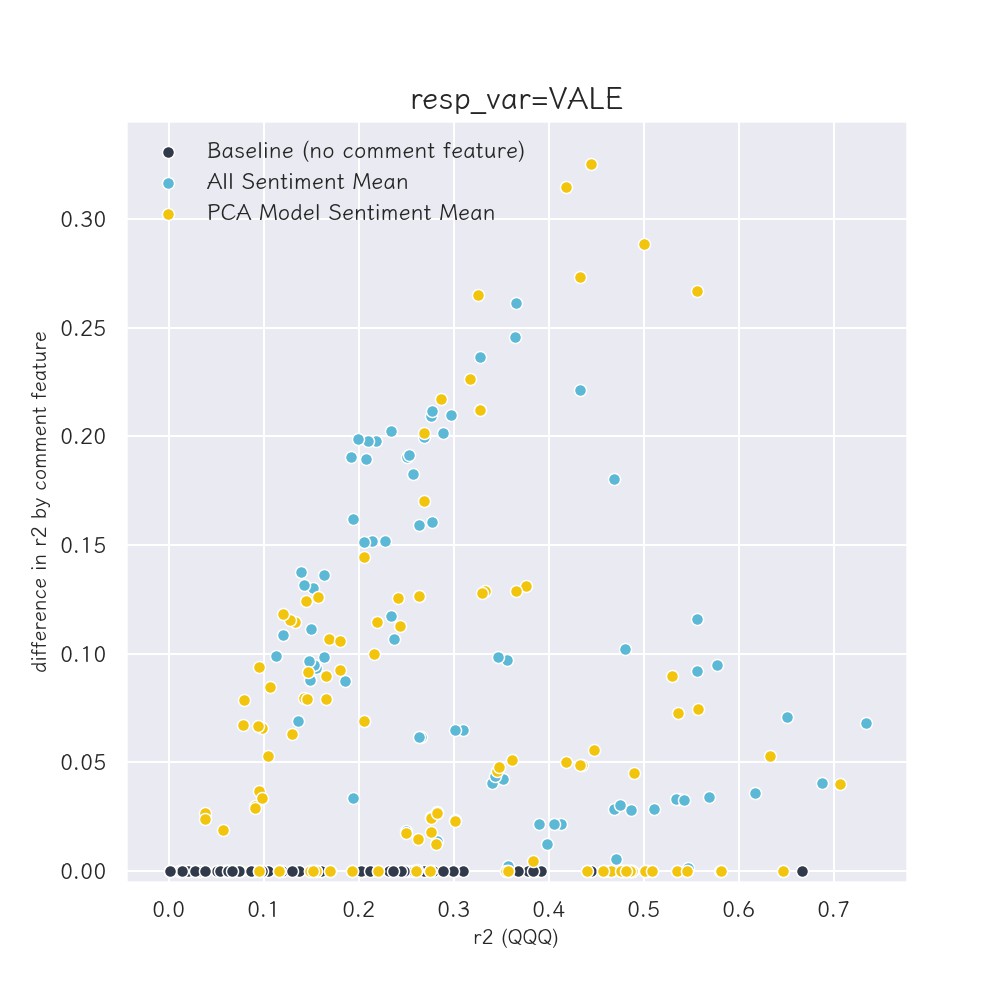 resp_var=VALE
Baseline (no comment feature)
All Sentiment Mean
PCA Model Sentiment Mean
difference in r2 by comment feature
0.30
0.25
0.20
0.15
0.10
0.05
0.00
0.0 0.1 0.2 0.3 0.4 0.5 0.6 0.7
r2 (QQQ)